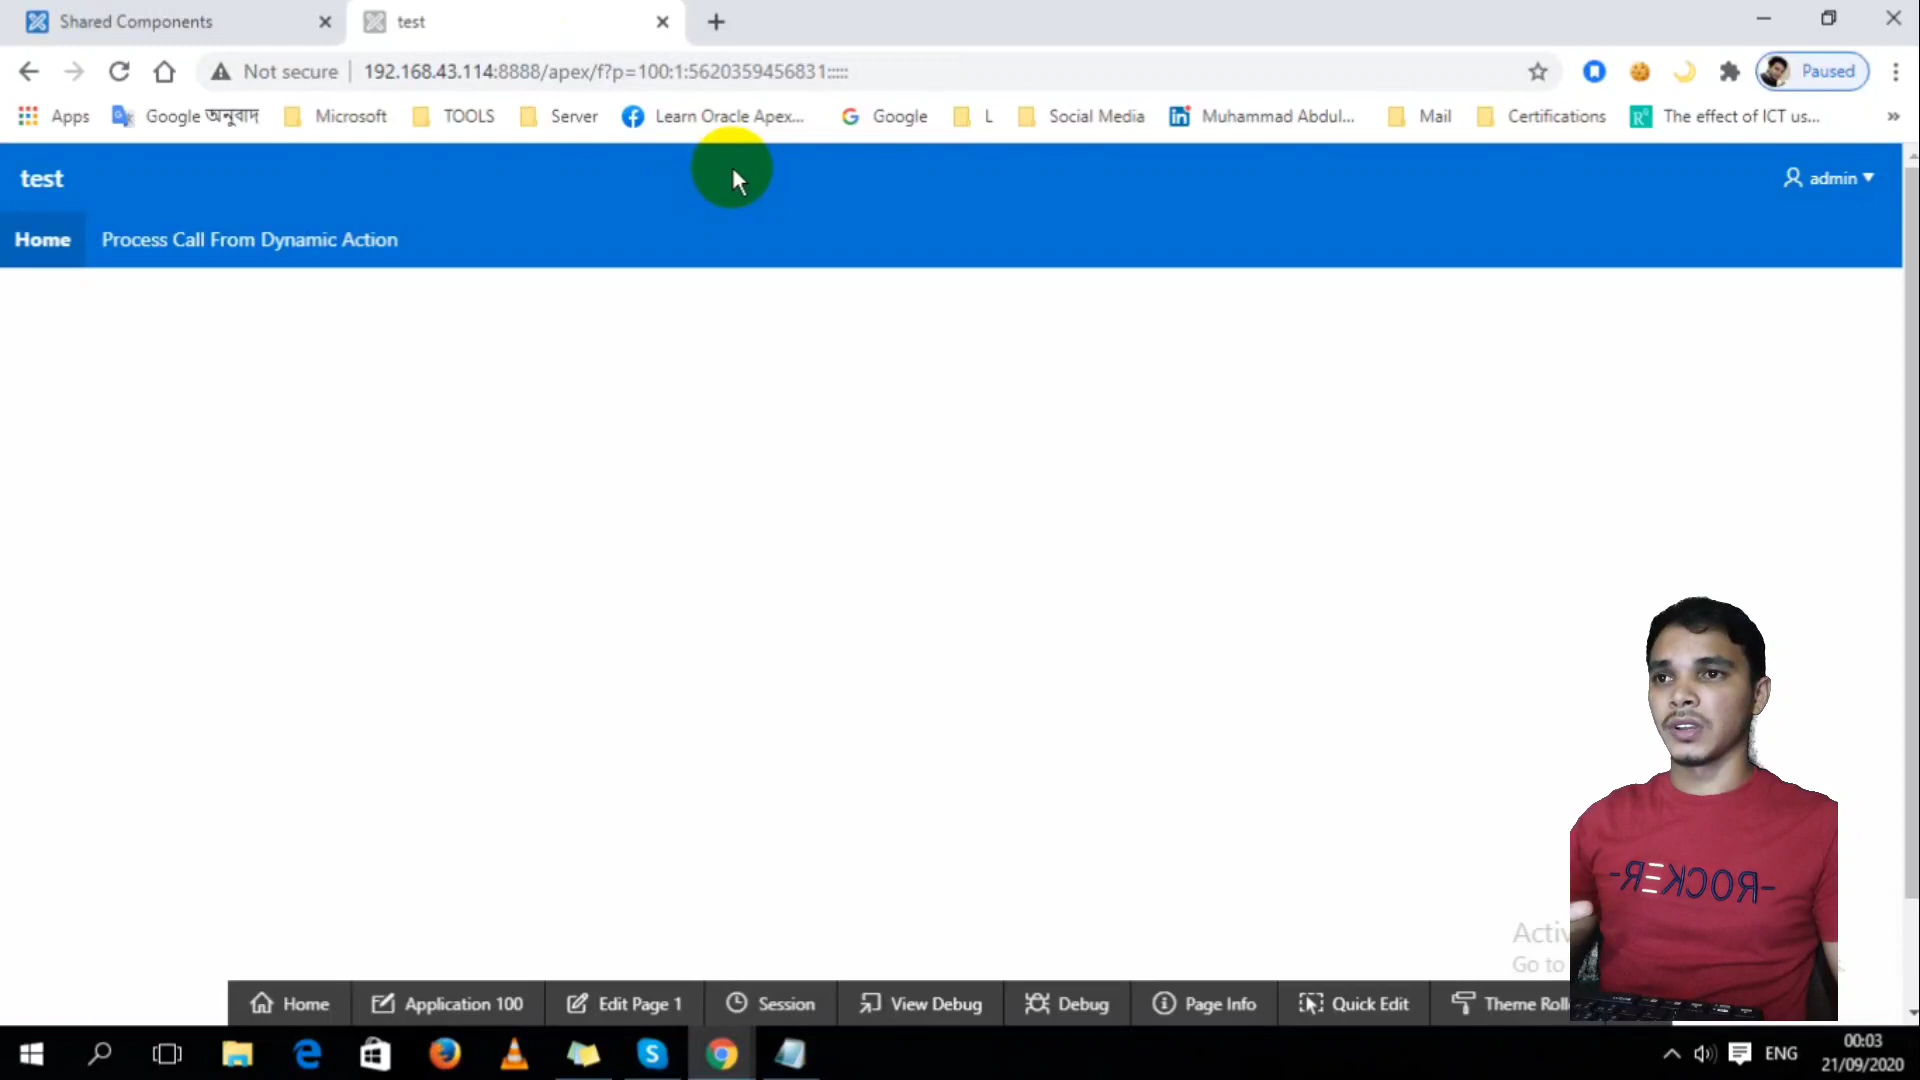 Shared Components
test
Not secure
192.168.43.114:8888/apex/f?p=100:1:5620359456831:::::
Paused
Apps
Google অনুবাদ
Microsoft
TOOLS
Server
Learn Oracle Apex...
Google
L
Social Media
Muhammad Abdul...
Mail
Certifications
The effect of ICT us...
test
admin
Home
Process Call From Dynamic Action
-ROCKER-
Go to
Home
Application 100
Edit Page 1
Session
View Debug
Debug
Page Info
Quick Edit
Theme Roll
ENG
00:03
21/09/2020